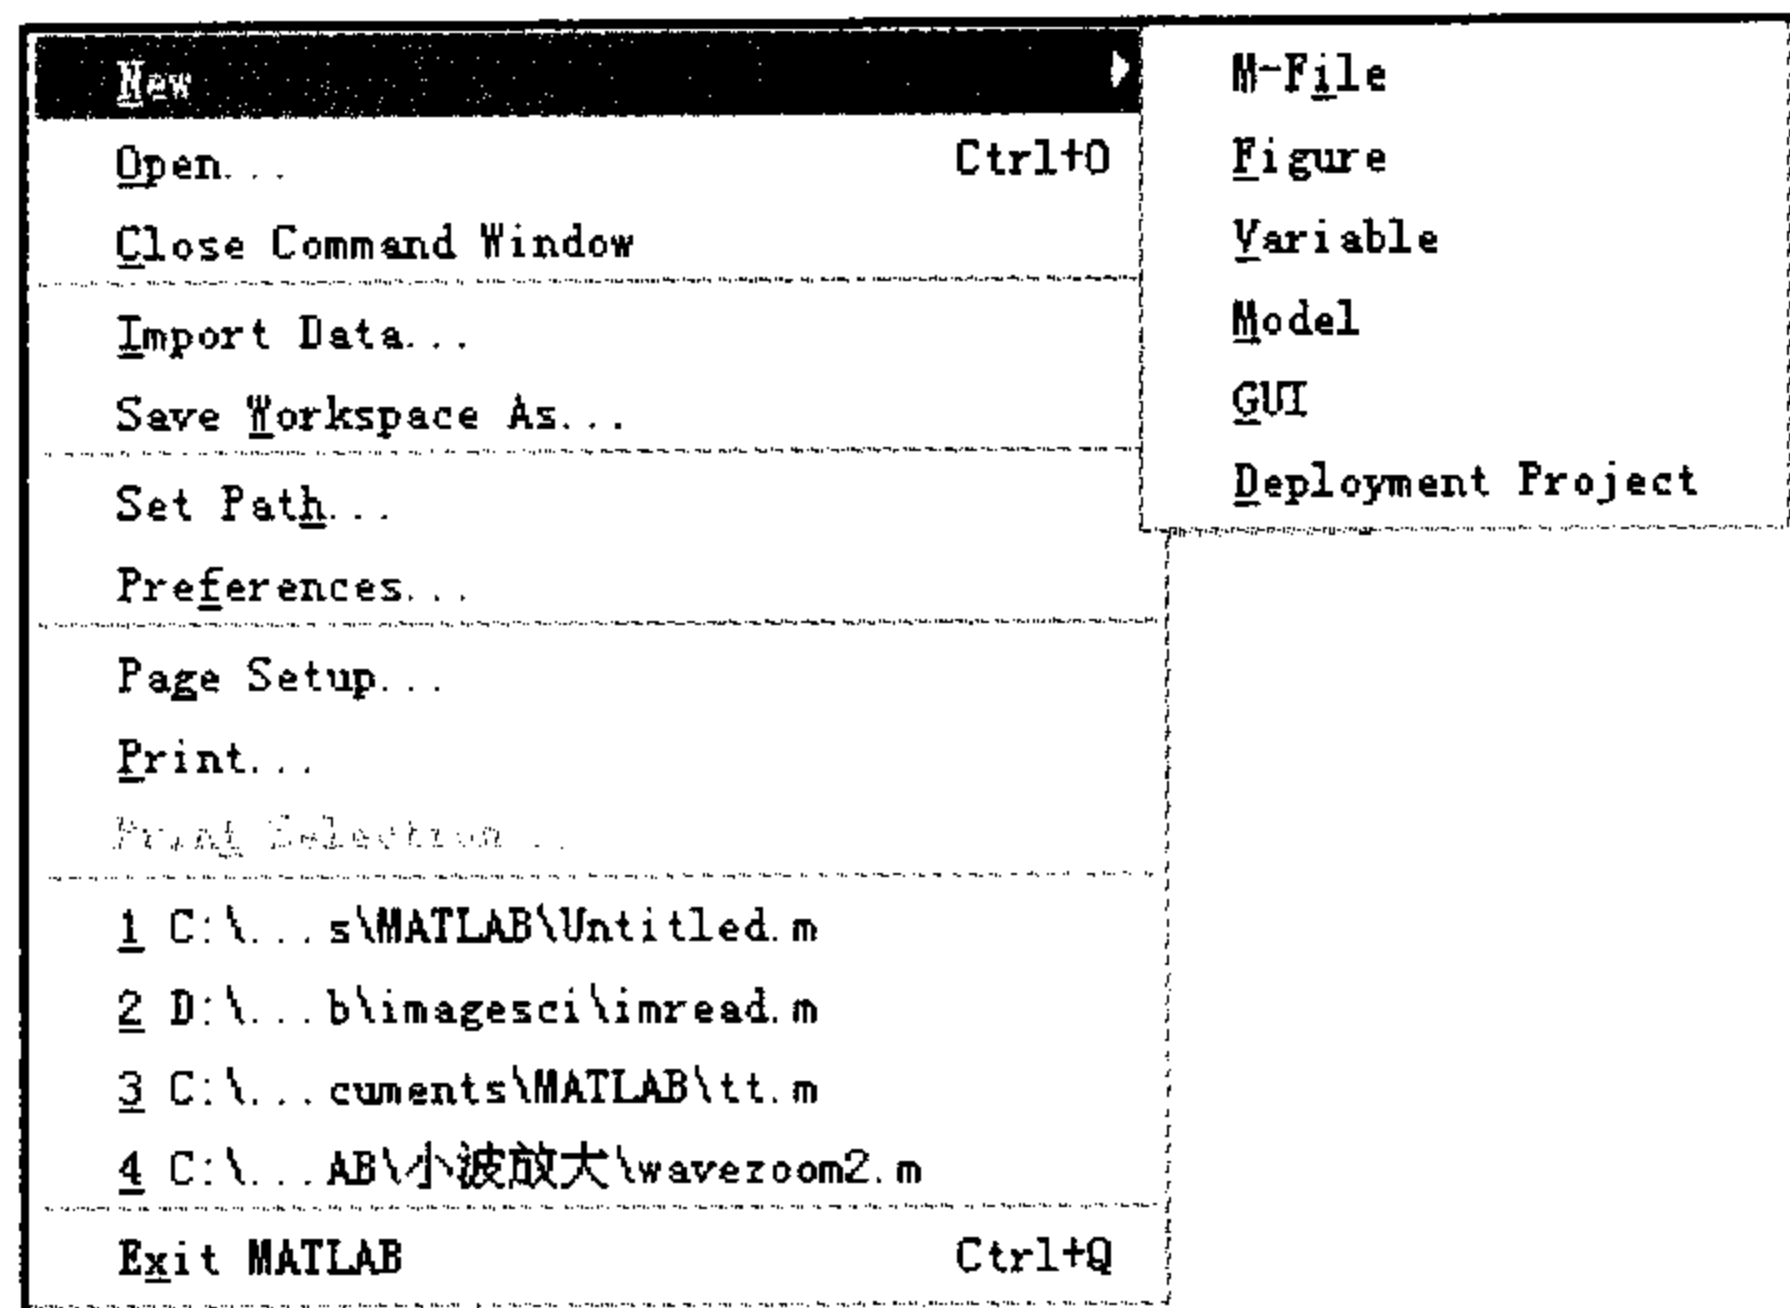 New
Open... Ctrl+O
Close Command Window
Import Data...
Save Workspace As...
Set Path...
Preferences...
Page Setup...
Print...
Print Selection...
1 C:\...s\MATLAB\Untitled.m
2 D:\...b\imagesci\imread.m
3 C:\...cuments\MATLAB\tt.m
4 C:\...AB\小波放大\wavezoom2.m
Exit MATLAB Ctrl+Q
M-File
Figure
Variable
Model
GUI
Deployment Project